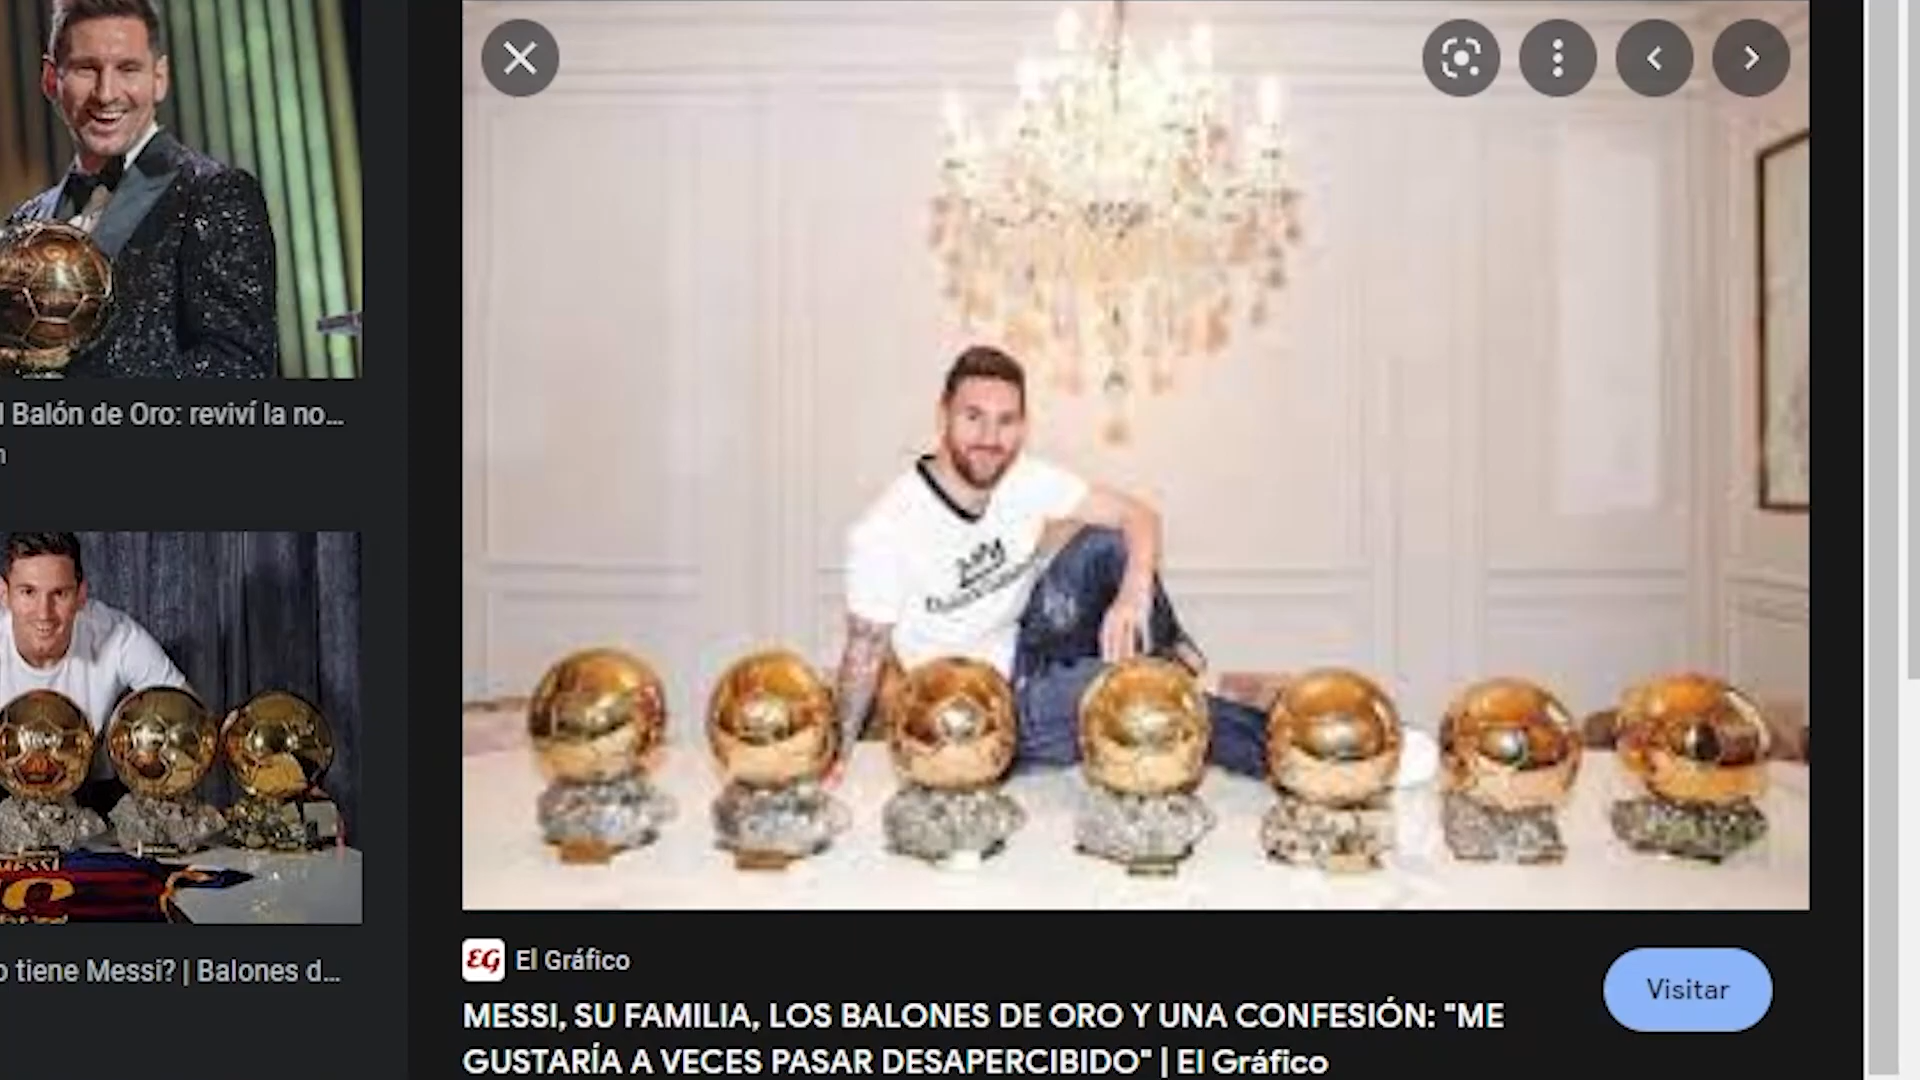 l Balón de Oro: reviví la no...
n
o tiene Messi? | Balones d...
MESSI
EG El Gráfico
Visitar
MESSI, SU FAMILIA, LOS BALONES DE ORO Y UNA CONFESIÓN: "ME
GUSTARÍA A VECES PASAR DESAPERCIBIDO" | El Gráfico